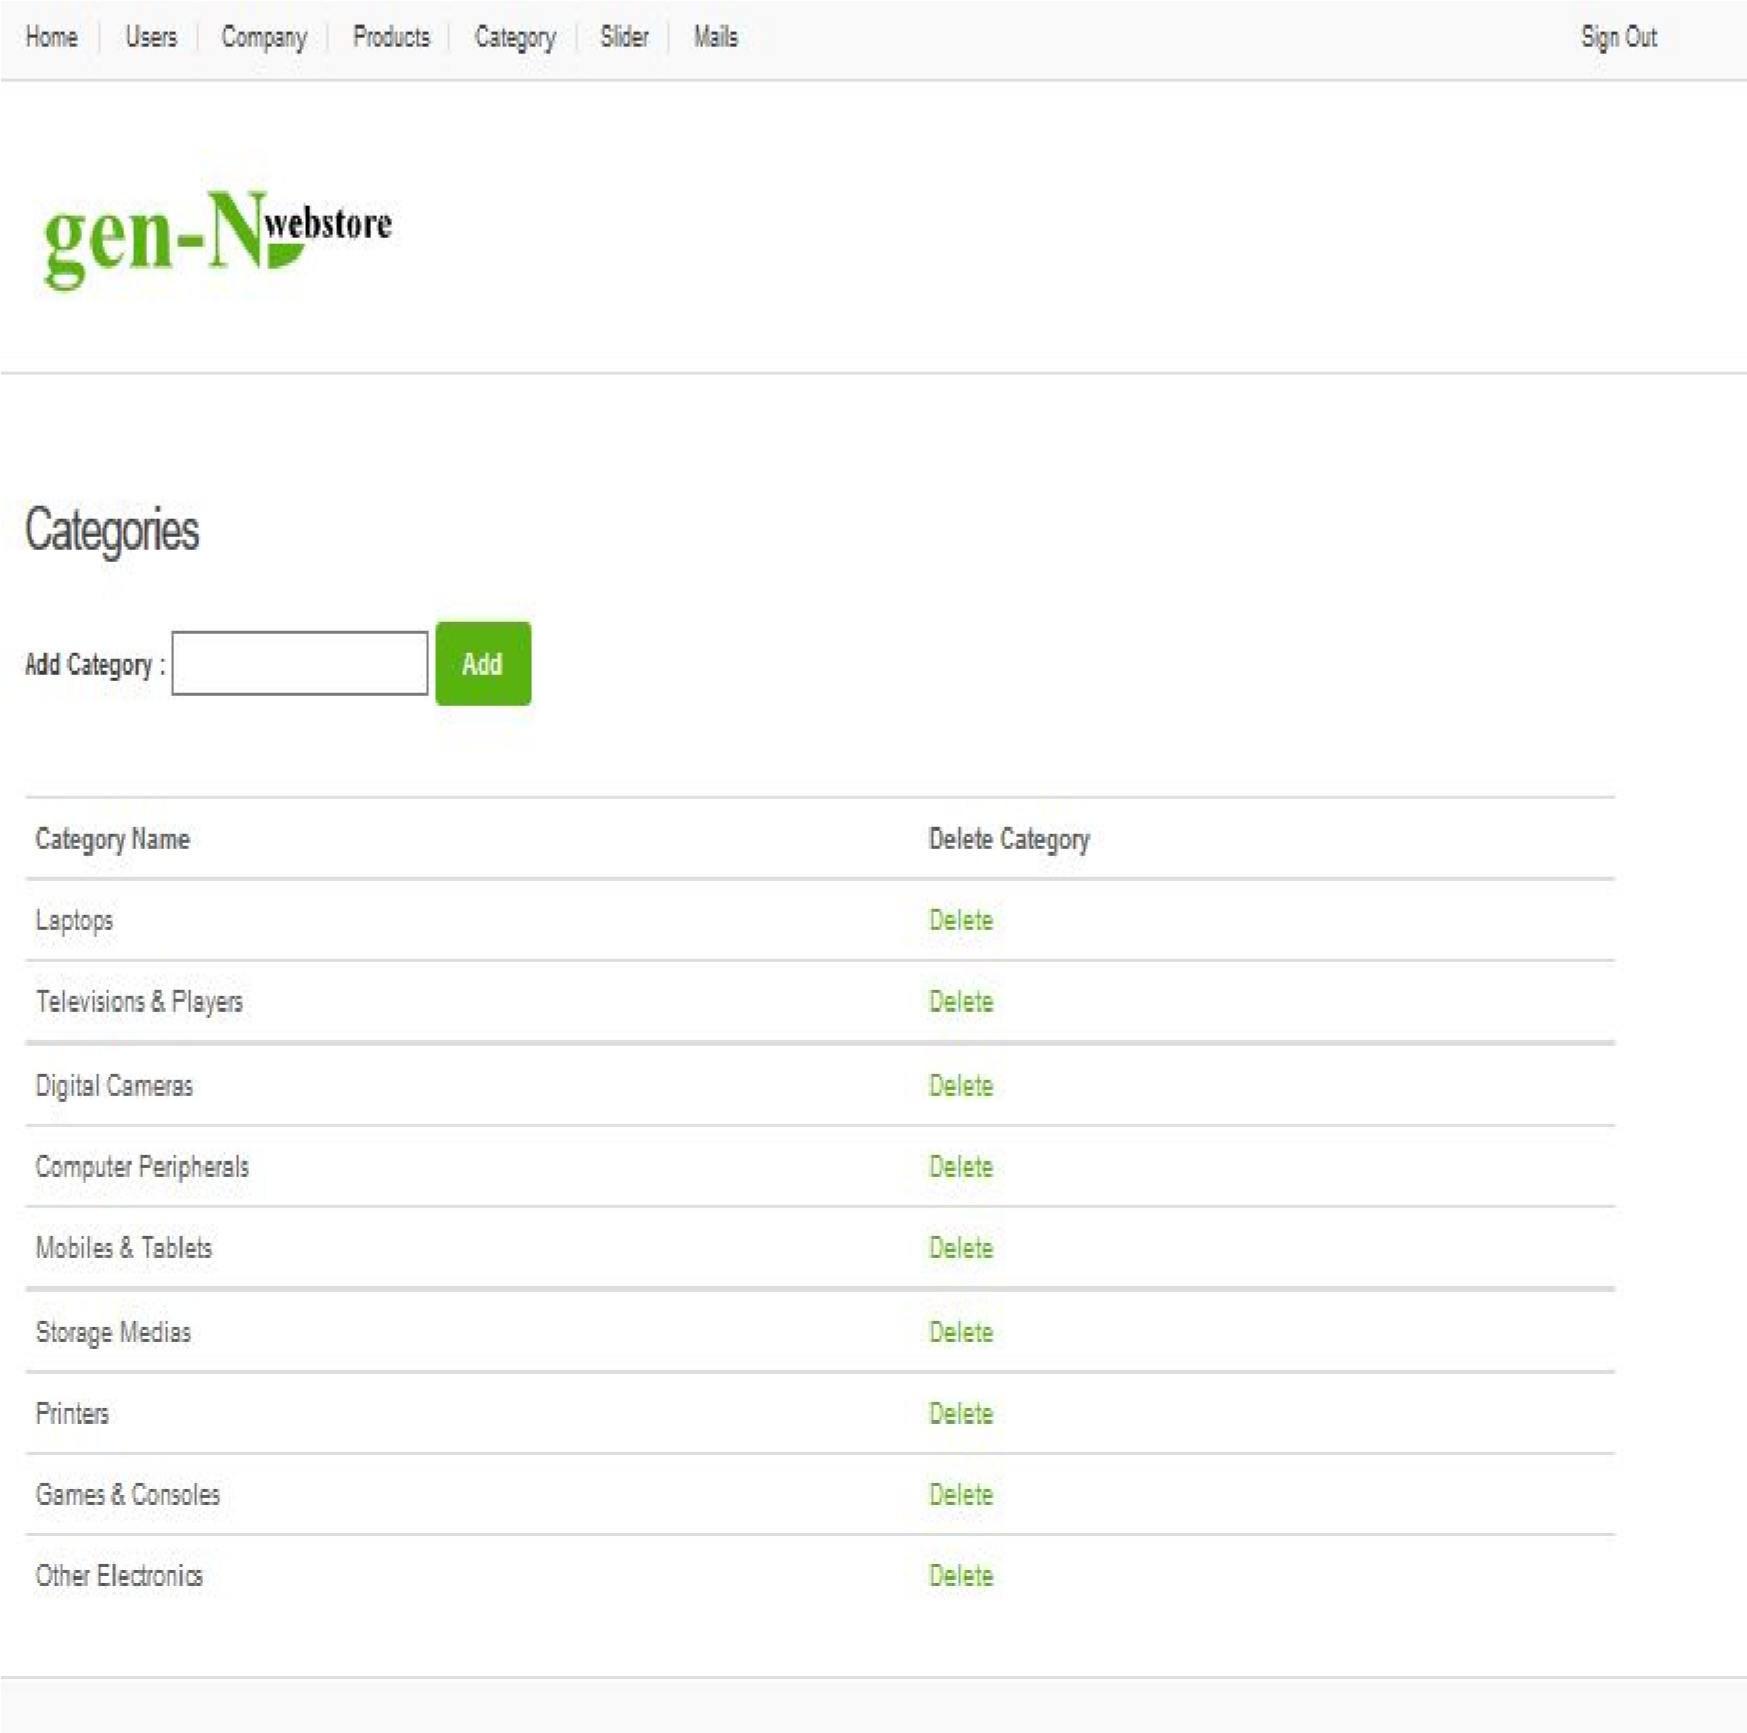 Home Users Company Products Category Slider Mails Sign Out
gen-N webstore
Categories
Add Category : Add
Category Name Delete Category
Laptops Delete
Televisions & Players Delete
Digital Cameras Delete
Computer Peripherals Delete
Mobiles & Tablets Delete
Storage Medias Delete
Printers Delete
Games & Consoles Delete
Other Electronics Delete